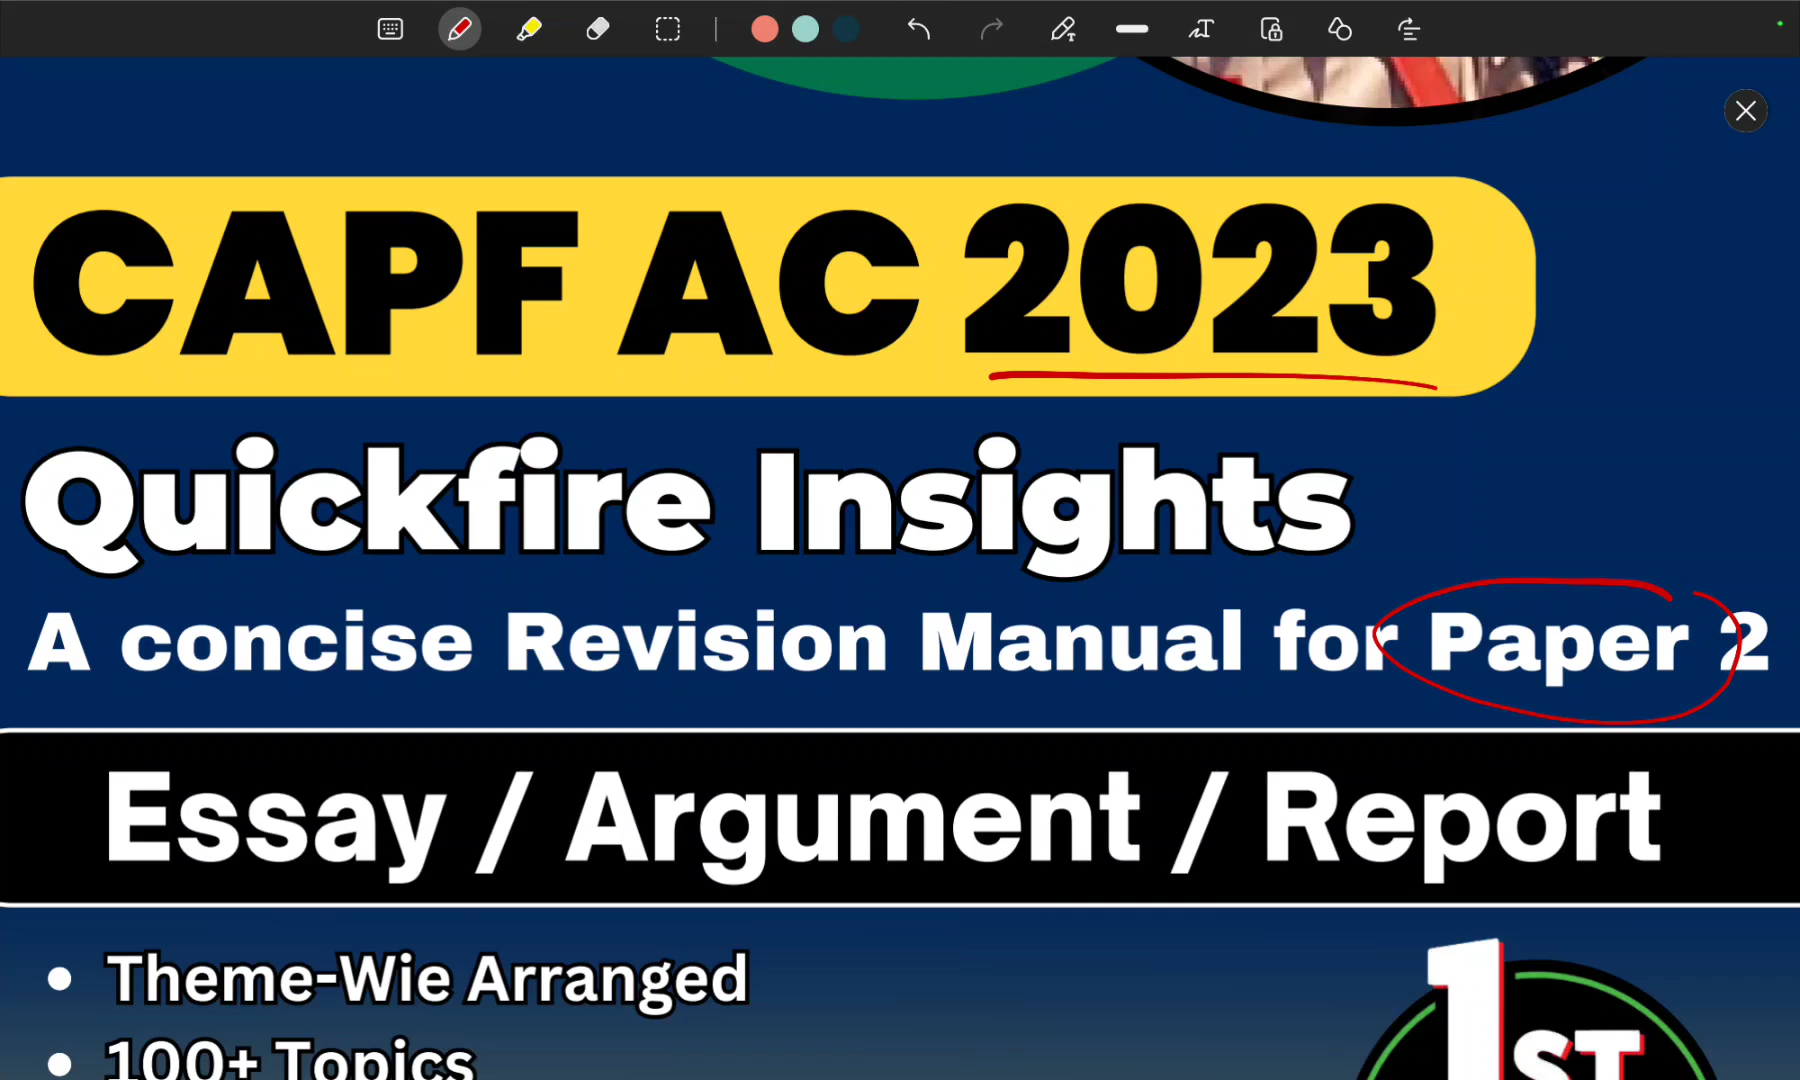 CAPF AC 2023
Quickfire Insights
A concise Revision Manual for Paper 2
Essay / Argument / Report
• Theme-Wie Arranged
• 100+ Topics
1ST